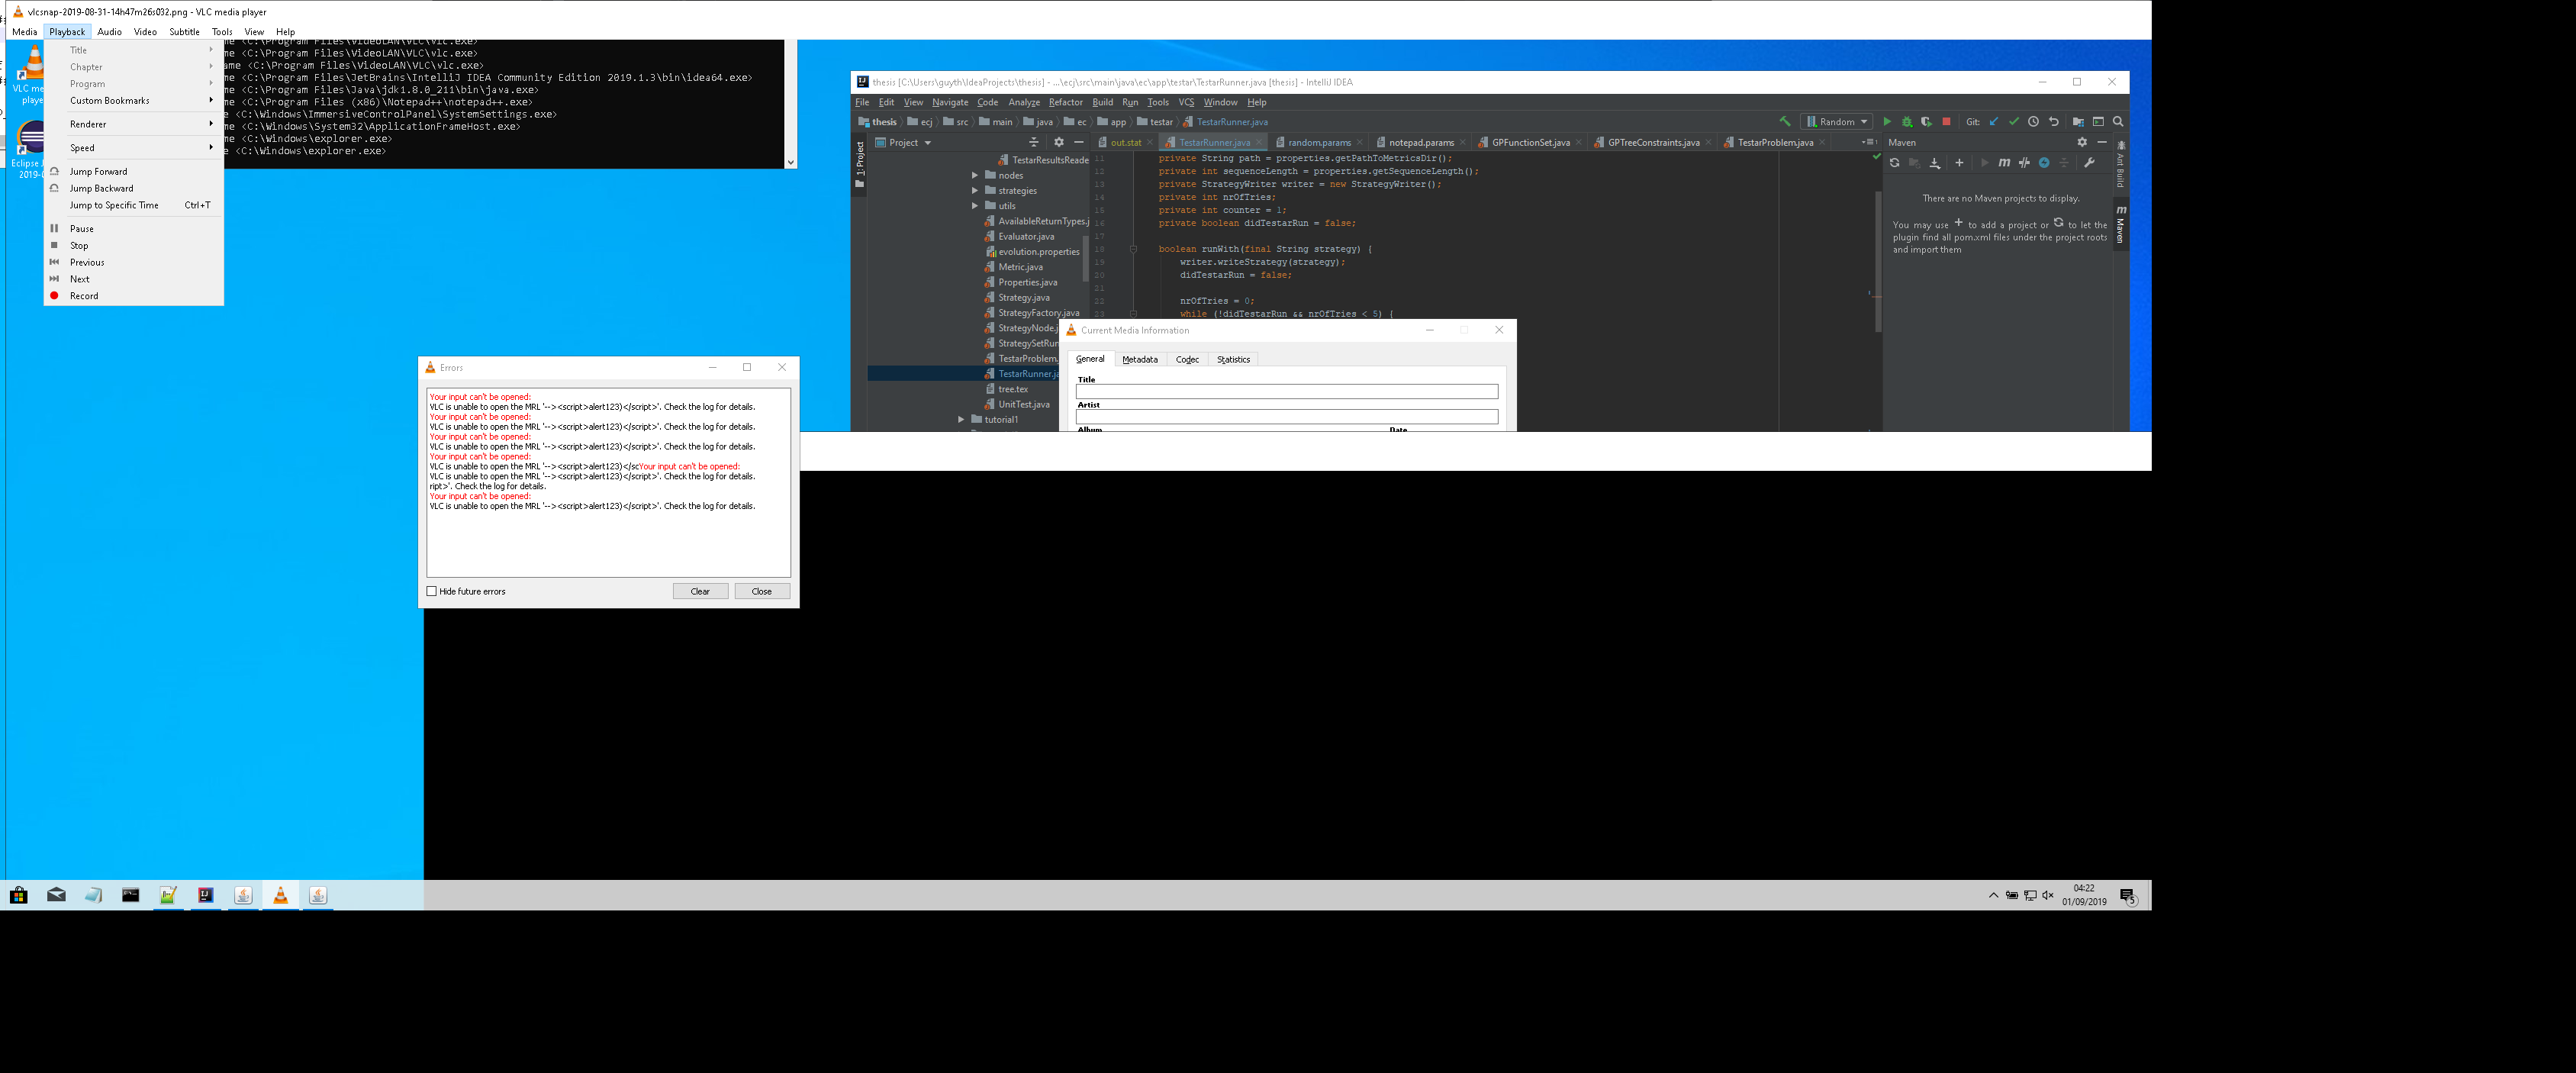 vlcsnap-2019-08-31-14h47m26s032.png - VLC media player
Media Playback Audio Video Subtitle Tools View Help
Title
Chapter
Program
Custom Bookmarks
Renderer
Speed
Jump Forward
Jump Backward
Jump to Specific Time Ctrl+T
Pause
Stop
Previous
Next
Record
VLC me
playe
Eclipse
2019-0
me <C:\Program Files\VideoLAN\VLC\vlc.exe>
me <C:\Program Files\VideoLAN\VLC\vlc.exe>
ame <C:\Program Files\VideoLAN\VLC\vlc.exe>
me <C:\Program Files\JetBrains\IntelliJ IDEA Community Edition 2019.1.3\bin\idea64.exe>
me <C:\Program Files\Java\jdk1.8.0_211\bin\java.exe>
me <C:\Program Files (x86)\Notepad++\notepad++.exe>
e <C:\Windows\ImmersiveControlPanel\SystemSettings.exe>
me <C:\Windows\System32\ApplicationFrameHost.exe>
me <C:\Windows\explorer.exe>
e <C:\Windows\explorer.exe>
thesis [C:\Users\guyth\IdeaProjects\thesis] - ...\ecj\src\main\java\ec\app\testar\TestarRunner.java [thesis] - IntelliJ IDEA
File Edit View Navigate Code Analyze Refactor Build Run Tools VCS Window Help
thesis ecj src main java ec app testar TestarRunner.java Random Git:
1: Project
Project
out.stat TestarRunner.java random.params notepad.params GPFunctionSet.java GPTreeConstraints.java TestarProblem.java
TestarResultsReade
nodes
strategies
utils
AvailableReturnTypes.j
Evaluator.java
evolution.properties
Metric.java
Properties.java
Strategy.java
StrategyFactory.java
StrategyNode.j
StrategySetRun
TestarProblem.
TestarRunner.ja
tree.tex
UnitTest.java
tutorial1
11 private String path = properties.getPathToMetricsDir();
12 private int sequenceLength = properties.getSequenceLength();
13 private StrategyWriter writer = new StrategyWriter();
14 private int nrOfTries;
15 private int counter = 1;
16 private boolean didTestarRun = false;
17
18 boolean runWith(final String strategy) {
19 writer.writeStrategy(strategy);
20 didTestarRun = false;
21
22 nrOfTries = 0;
23 while (!didTestarRun && nrOfTries < 5) {
Maven
There are no Maven projects to display.
You may use + to add a project or to let the
plugin find all pom.xml files under the project roots
and import them
Ant Build
Maven
Current Media Information
General Metadata Codec Statistics
Title
Artist
Album Date
Errors
Your input can't be opened:
VLC is unable to open the MRL '--><script>alert123)</script>'. Check the log for details.
Your input can't be opened:
VLC is unable to open the MRL '--><script>alert123)</script>'. Check the log for details.
Your input can't be opened:
VLC is unable to open the MRL '--><script>alert123)</script>'. Check the log for details.
Your input can't be opened:
VLC is unable to open the MRL '--><script>alert123)</scYour input can't be opened:
VLC is unable to open the MRL '--><script>alert123)</script>'. Check the log for details.
ript>'. Check the log for details.
Your input can't be opened:
VLC is unable to open the MRL '--><script>alert123)</script>'. Check the log for details.
Hide future errors Clear Close
04:22
01/09/2019
5